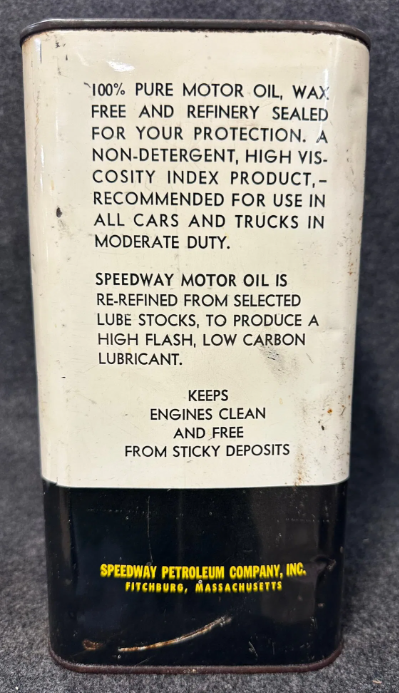 100% PURE MOTOR OIL, WAX
FREE AND REFINERY SEALED
FOR YOUR PROTECTION. A
NON-DETERGENT, HIGH VIS-
COSITY INDEX PRODUCT,–
RECOMMENDED FOR USE IN
ALL CARS AND TRUCKS IN
MODERATE DUTY.
SPEEDWAY MOTOR OIL IS
RE-REFINED FROM SELECTED
LUBE STOCKS, TO PRODUCE A
HIGH FLASH, LOW CARBON
LUBRICANT.
KEEPS
ENGINES CLEAN
AND FREE
FROM STICKY DEPOSITS
SPEEDWAY PETROLEUM COMPANY, INC.
FITCHBURG, MASSACHUSETTS